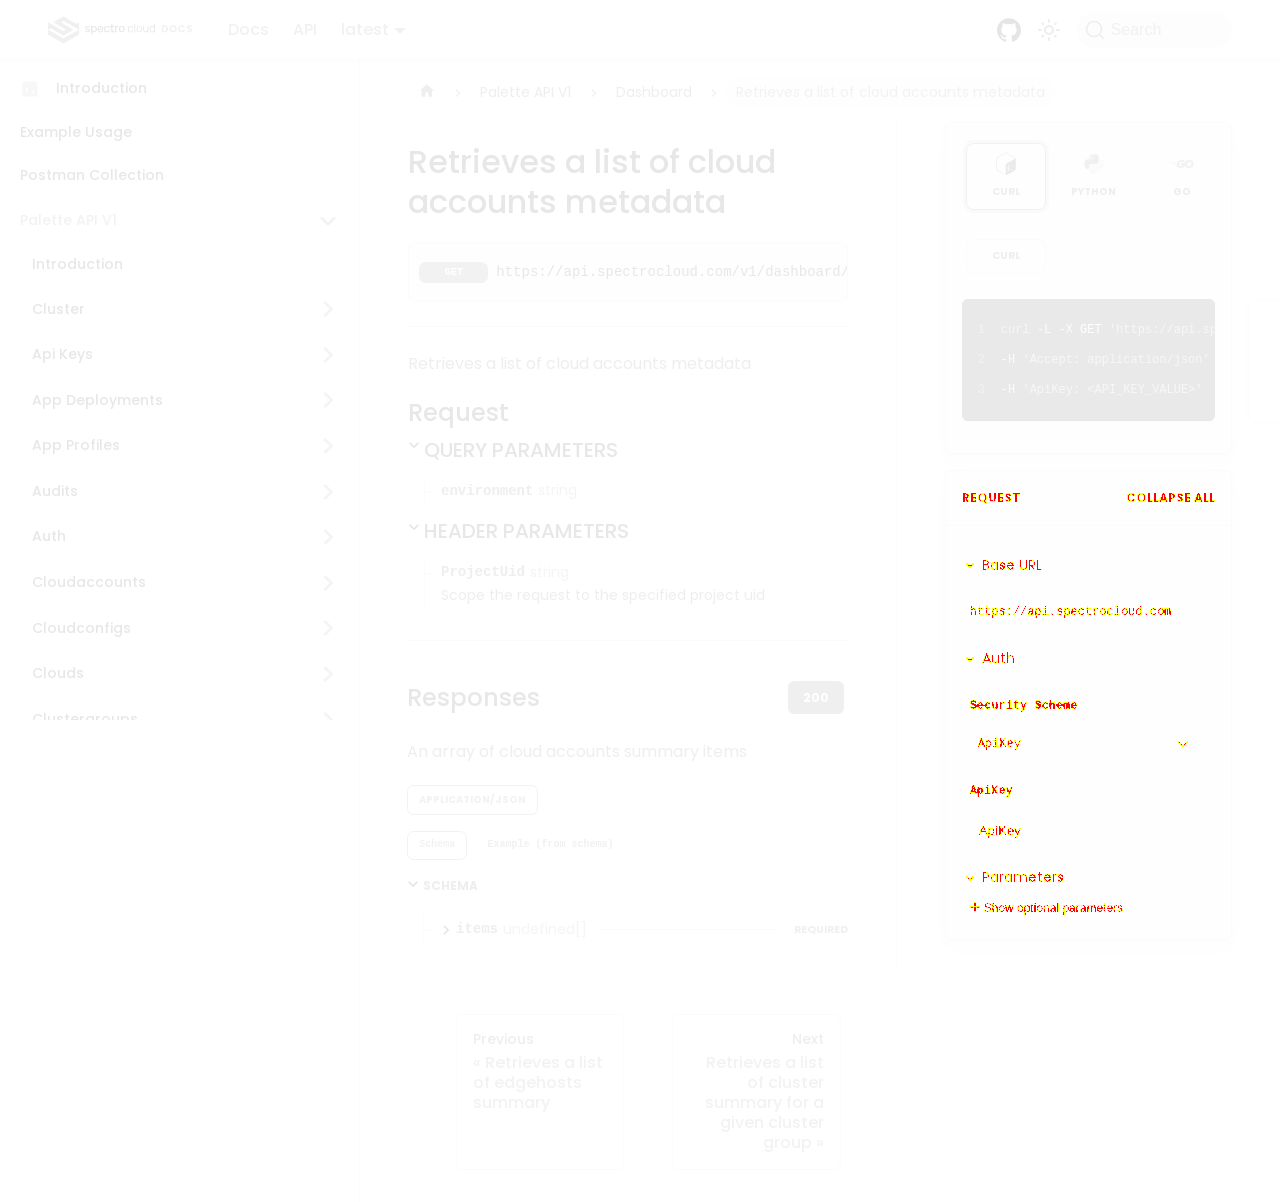 spectro cloud DOCS
Docs
API
latest
Search
Introduction
Example Usage
Postman Collection
Palette API V1
Introduction
Cluster
Api Keys
App Deployments
App Profiles
Audits
Auth
Cloudaccounts
Cloudconfigs
Clouds
Clustergroups
Palette API V1
Dashboard
Retrieves a list of cloud accounts metadata
Retrieves a list of cloud
accounts metadata
GET https://api.spectrocloud.com/v1/dashboard/
Retrieves a list of cloud accounts metadata
Request
QUERY PARAMETERS
environment string
HEADER PARAMETERS
ProjectUid string
Scope the request to the specified project uid
Responses
200
An array of cloud accounts summary items
APPLICATION/JSON
Schema
Example (from schema)
SCHEMA
items undefined[]
REQUIRED
Previous
« Retrieves a list
of edgehosts
summary
Next
Retrieves a list
of cluster
summary for a
given cluster
group »
CURL
PYTHON
GO
CURL
1 curl -L -X GET 'https://api.sp
2 -H 'Accept: application/json'
3 -H 'ApiKey: <API_KEY_VALUE>'
REQUEST
COLLAPSE ALL
Base URL
https://api.spectrocloud.com
Auth
Security Scheme
ApiKey
ApiKey
ApiKey
Parameters
Show optional parameters